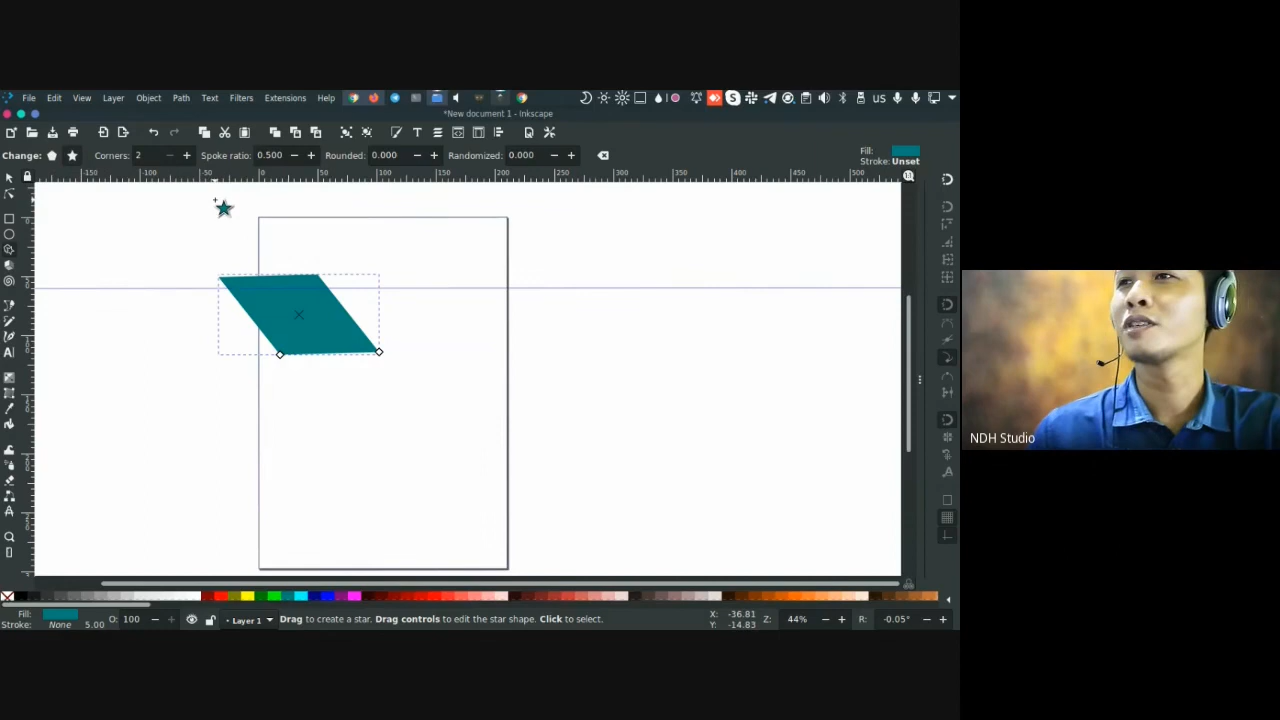 File Edit View Layer Object Path Text Filters Extensions Help US
*New document 1 - Inkscape
Change: Corners: 2 Spoke ratio: 0.500 Rounded: 0.000 Randomized: 0.000 Fill:
Stroke: Unset
-150 -100 -50 0 50 100 150 200 250 300 350 400 450 500
NDH Studio
Fill: O: 100 Layer 1 Drag to create a star. Drag controls to edit the star shape. Click to select. X: -36.81 Z: 44% R: -0.05°
Stroke: None 5.00 Y: -14.83